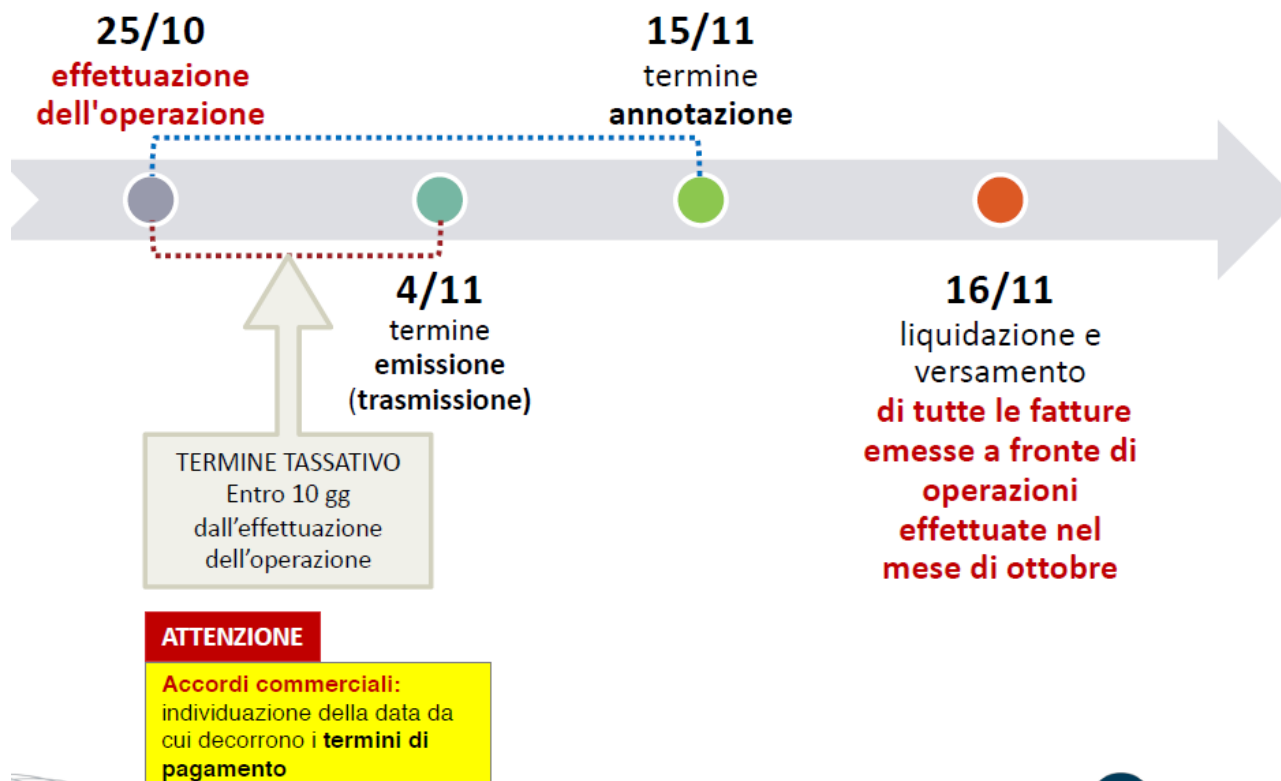 25/10
effettuazione
dell'operazione
15/11
termine
annotazione
4/11
termine
emissione
(trasmissione)
16/11
liquidazione e
versamento
di tutte le fatture
emesse a fronte di
operazioni
effettuate nel
mese di ottobre
TERMINE TASSATIVO
Entro 10 gg
dall’effettuazione
dell’operazione
ATTENZIONE
Accordi commerciali:
individuazione della data da
cui decorrono i termini di
pagamento